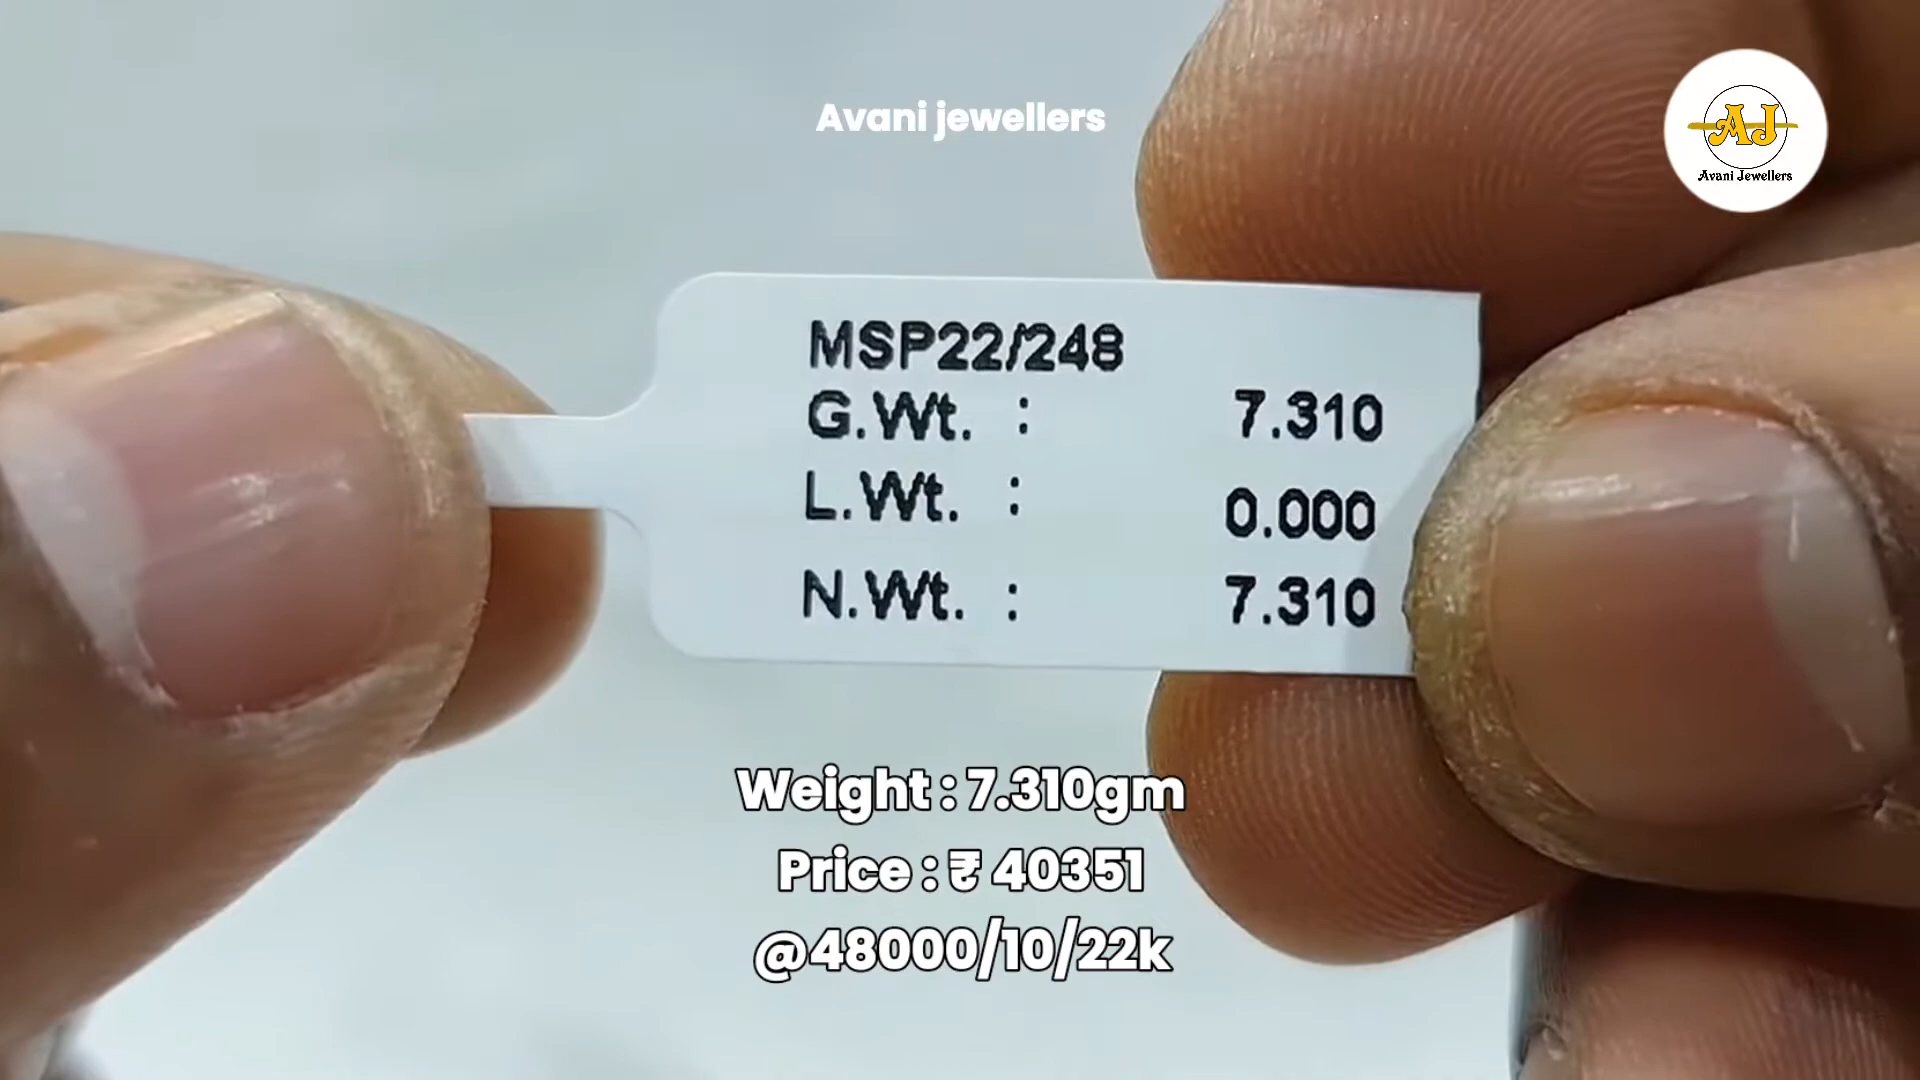 Avani jewellers
AJ
Avani Jewellers
MSP22/248
G.Wt. : 7.310
L.Wt. : 0.000
N.Wt. : 7.310
Weight : 7.310gm
Price : ₹ 40351
@48000/10/22k